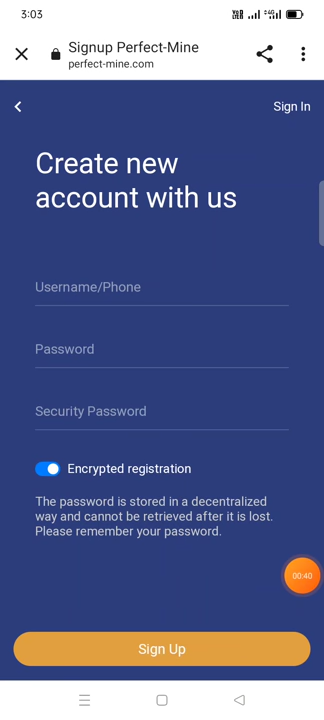 3:03
Signup Perfect-Mine
perfect-mine.com
Sign In
Create new
account with us
Username/Phone
Password
Security Password
Encrypted registration
The password is stored in a decentralized
way and cannot be retrieved after it is lost.
Please remember your password.
00:40
Sign Up